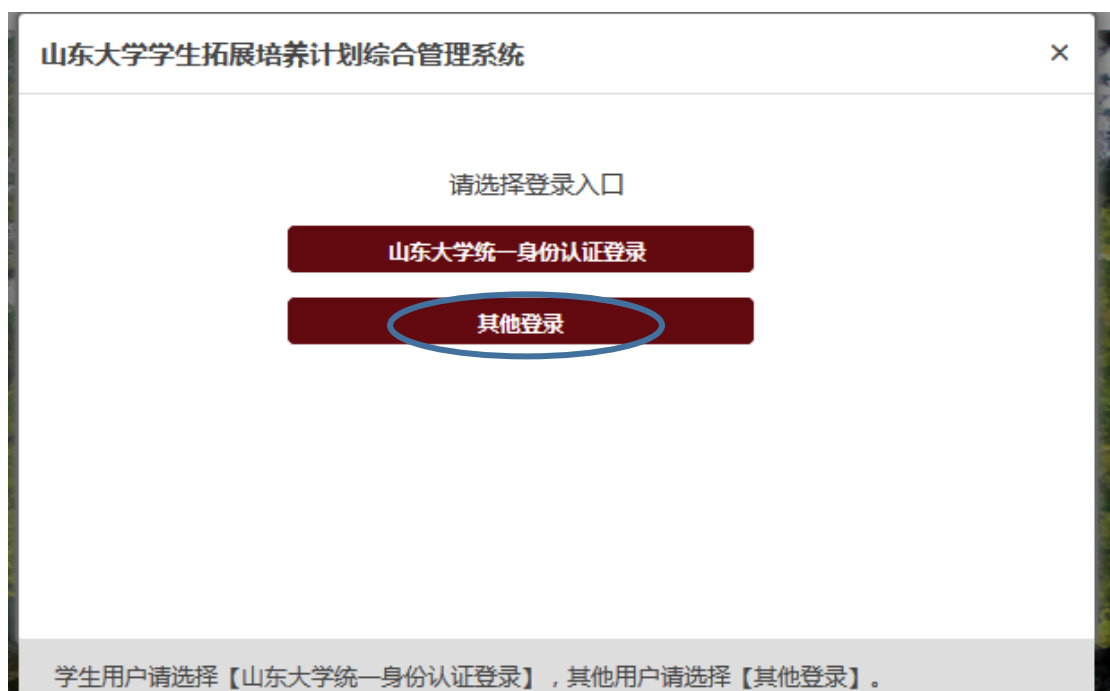 山东大学学生拓展培养计划综合管理系统 ×
请选择登录入口
山东大学统一身份认证登录
其他登录
学生用户请选择【山东大学统一身份认证登录】，其他用户请选择【其他登录】。